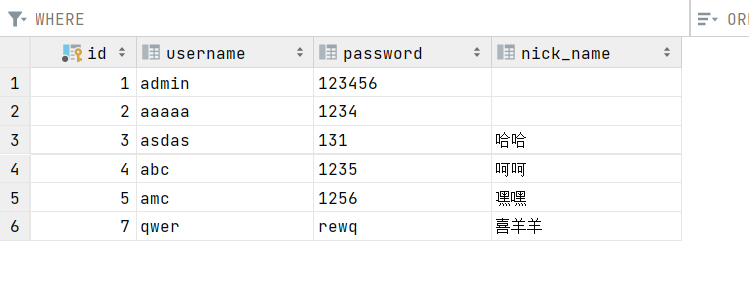 WHERE OR
id username password nick_name
1 1 admin 123456
2 2 aaaaa 1234
3 3 asdas 131 哈哈
4 4 abc 1235 呵呵
5 5 amc 1256 嘿嘿
6 7 qwer rewq 喜羊羊